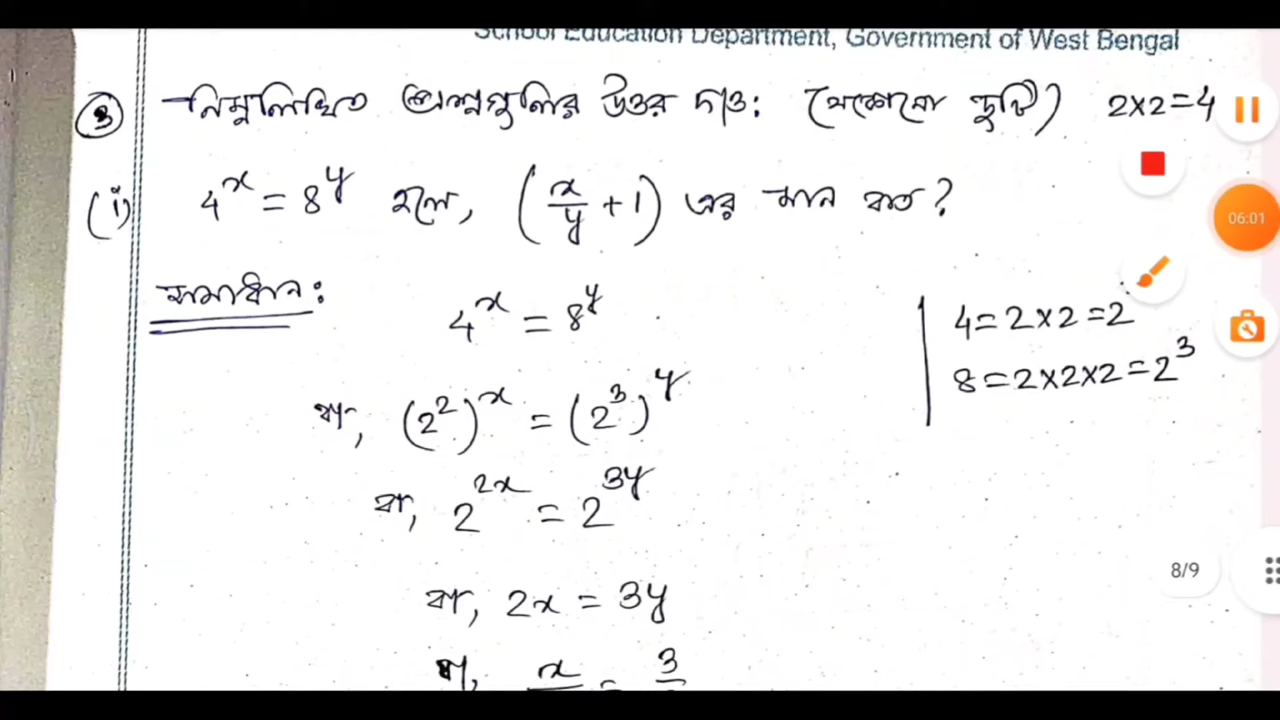 School Education Department, Government of West Bengal
৩ নিম্নলিখিত প্রশ্নগুলির উত্তর দাও: (যেকোনো দুটি) 2×2=4
(i) 4^x = 8^y হলে, (x/y + 1) এর মান কত?
সমাধান:
4^x = 8^y
4=2×2=2
8=2×2×2=2^3
বা, (2^2)^x = (2^3)^y
বা, 2^2x = 2^3y
বা, 2x = 3y
বা, x = 3
06:01
8/9